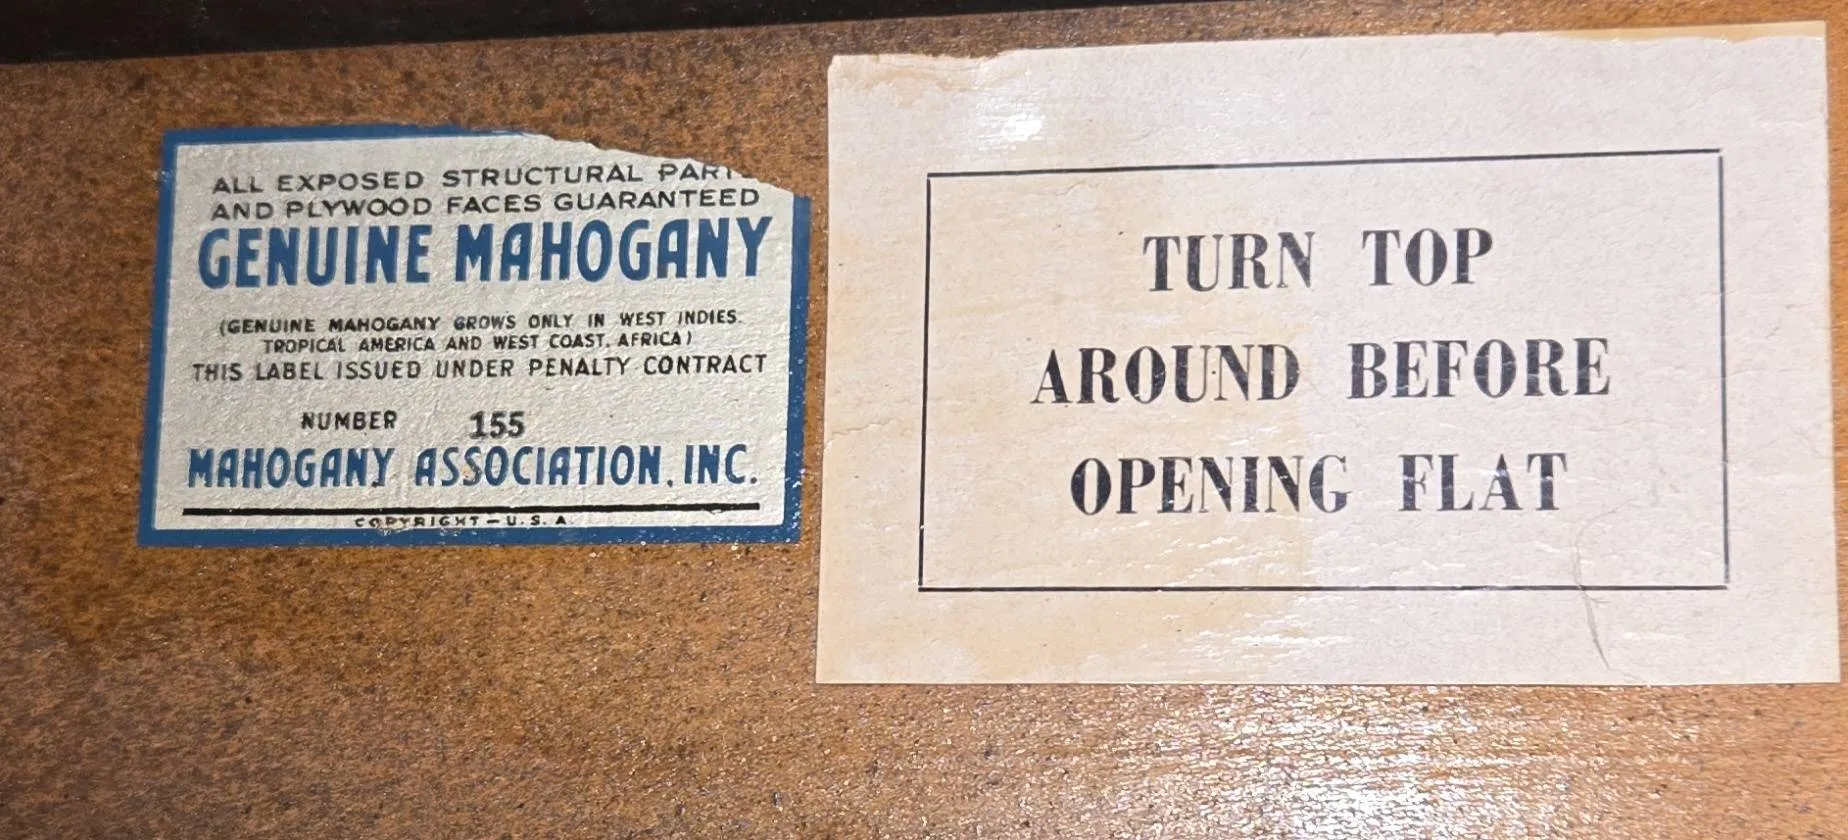 ALL EXPOSED STRUCTURAL PARTS
AND PLYWOOD FACES GUARANTEED
GENUINE MAHOGANY
(GENUINE MAHOGANY GROWS ONLY IN WEST INDIES.
TROPICAL AMERICA AND WEST COAST, AFRICA)
THIS LABEL ISSUED UNDER PENALTY CONTRACT
NUMBER 155
MAHOGANY ASSOCIATION, INC.
COPYRIGHT - U. S. A.
TURN TOP
AROUND BEFORE
OPENING FLAT